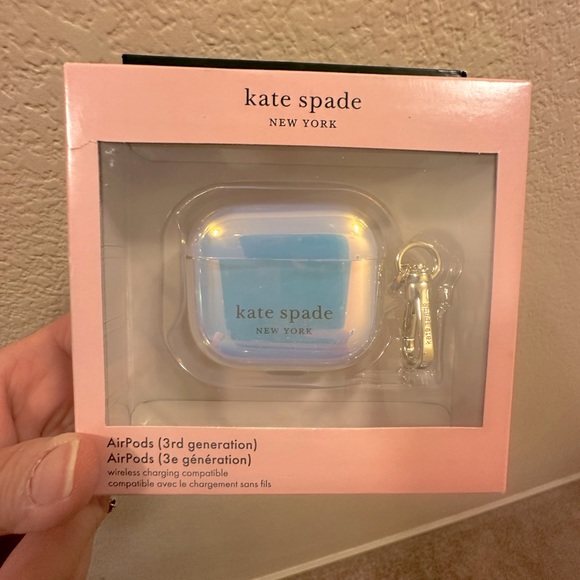 kate spade
NEW YORK
kate spade
NEW YORK
AirPods (3rd generation)
AirPods (3e génération)
wireless charging compatible
compatible avec le chargement sans fils